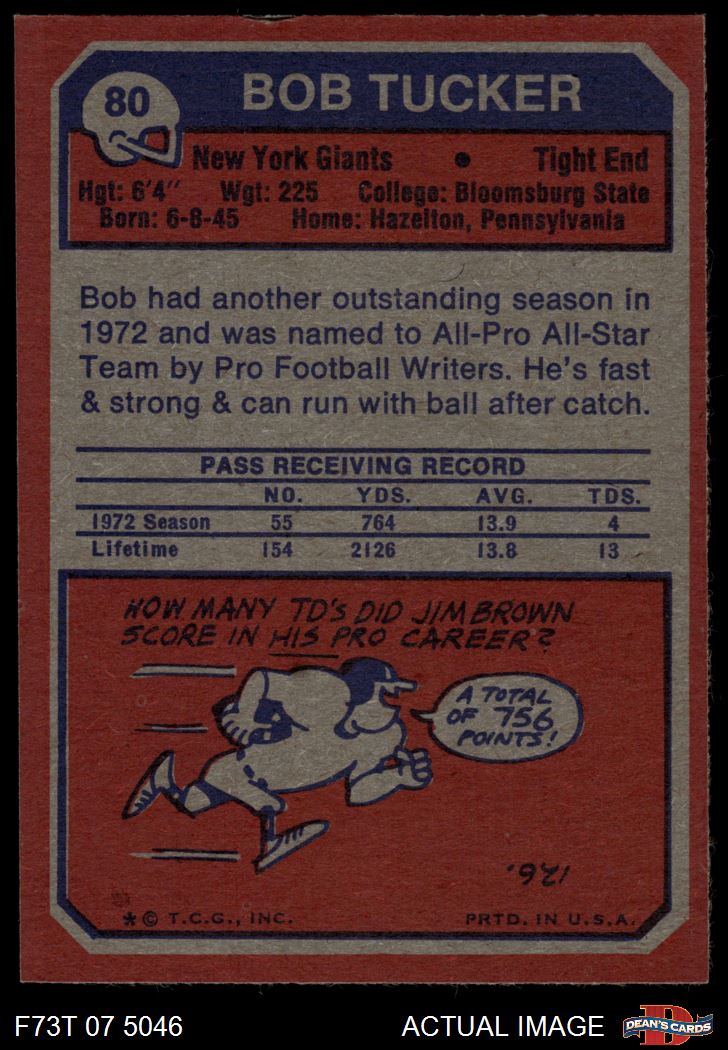 80
BOB TUCKER
New York Giants • Tight End
Hgt: 6'4" Wgt: 225 College: Bloomsburg State
Born: 6-8-45 Home: Hazelton, Pennsylvania
Bob had another outstanding season in
1972 and was named to All-Pro All-Star
Team by Pro Football Writers. He's fast
& strong & can run with ball after catch.
PASS RECEIVING RECORD
NO. YDS. AVG. TDS.
1972 Season 55 764 13.9 4
Lifetime 154 2126 13.8 13
HOW MANY TD'S DID JIM BROWN
SCORE IN HIS PRO CAREER?
A TOTAL
OF 756
POINTS!
126.
* © T.C.G., INC. PRTD. IN U.S.A.
F73T 07 5046 ACTUAL IMAGE
D
DEAN'S CARDS